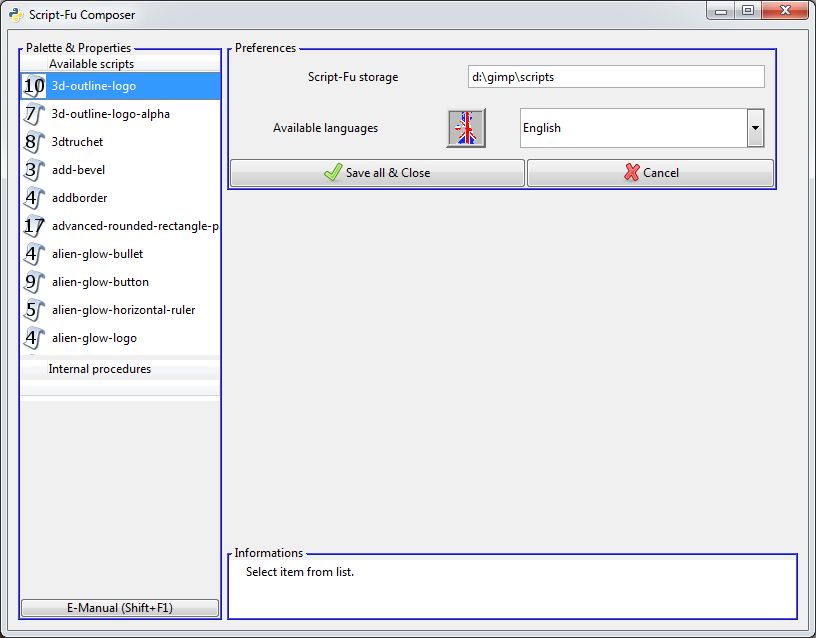 Script-Fu Composer
Palette & Properties
Available scripts
10 3d-outline-logo
7 3d-outline-logo-alpha
8 3dtruchet
3 add-bevel
4 addborder
17 advanced-rounded-rectangle-p
4 alien-glow-bullet
9 alien-glow-button
5 alien-glow-horizontal-ruler
4 alien-glow-logo
Internal procedures
E-Manual (Shift+F1)
Preferences
Script-Fu storage d:\gimp\scripts
Available languages English
Save all & Close Cancel
Informations
Select item from list.